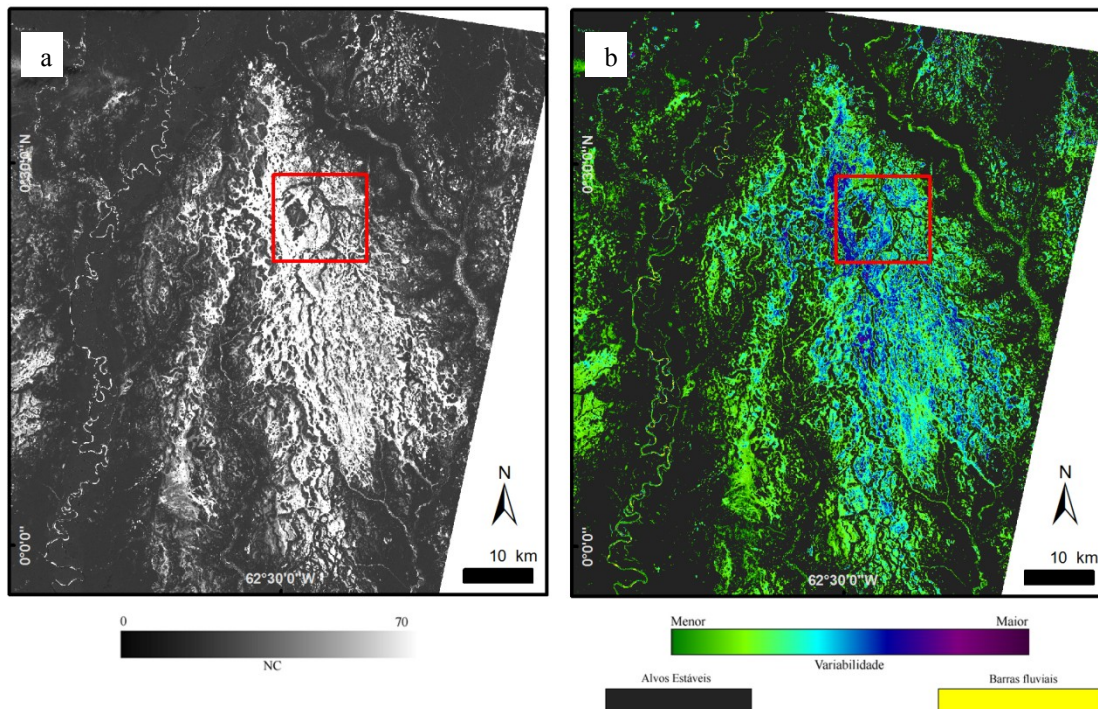 a
b
0°30'0"N
0°30'0"N
N
N
0°0'0"
0°0'0"
10 km
10 km
62°30'0"W
62°30'0"W
0
70
NC
Menor
Maior
Variabilidade
Alvos Estáveis
Barras fluviais